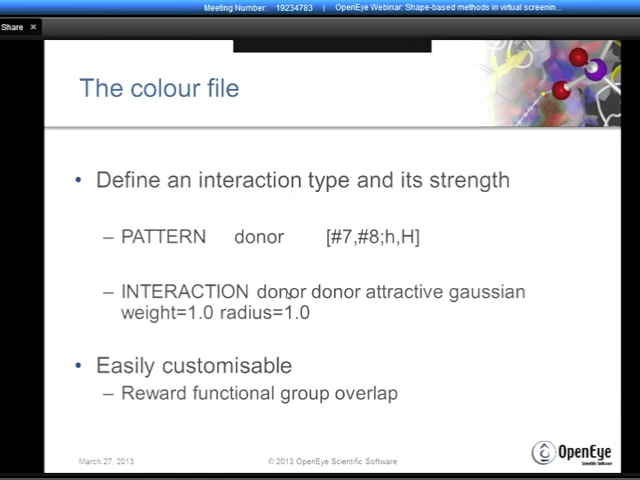 Meeting Number: 19234783 | OpenEye Webinar: Shape-based methods in virtual screenin...
Share ×
The colour file
• Define an interaction type and its strength
– PATTERN donor [#7,#8;h,H]
– INTERACTION donor donor attractive gaussian
weight=1.0 radius=1.0
• Easily customisable
– Reward functional group overlap
March 27, 2013 © 2013 OpenEye Scientific Software
OpenEye
Scientific Software